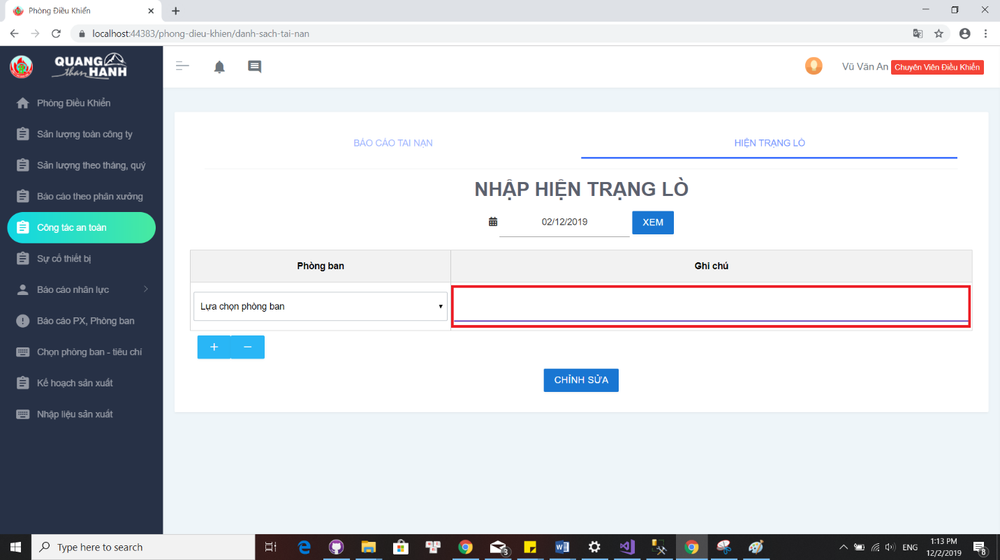 Phòng Điều Khiển
localhost:44383/phong-dieu-khien/danh-sach-tai-nan
QUANG
than HANH
Vũ Văn An Chuyên Viên Điều Khiển
Phòng Điều Khiển
Sản lượng toàn công ty
Sản lượng theo tháng, quý
Báo cáo theo phân xưởng
Công tác an toàn
Sự cố thiết bị
Báo cáo nhân lực
Báo cáo PX, Phòng ban
Chọn phòng ban - tiêu chí
Kế hoạch sản xuất
Nhập liệu sản xuất
BÁO CÁO TAI NẠN
HIỆN TRẠNG LÒ
NHẬP HIỆN TRẠNG LÒ
02/12/2019 XEM
Phòng ban Ghi chú
Lựa chọn phòng ban
+ −
CHỈNH SỬA
Type here to search
3
ENG
1:13 PM
12/2/2019
8